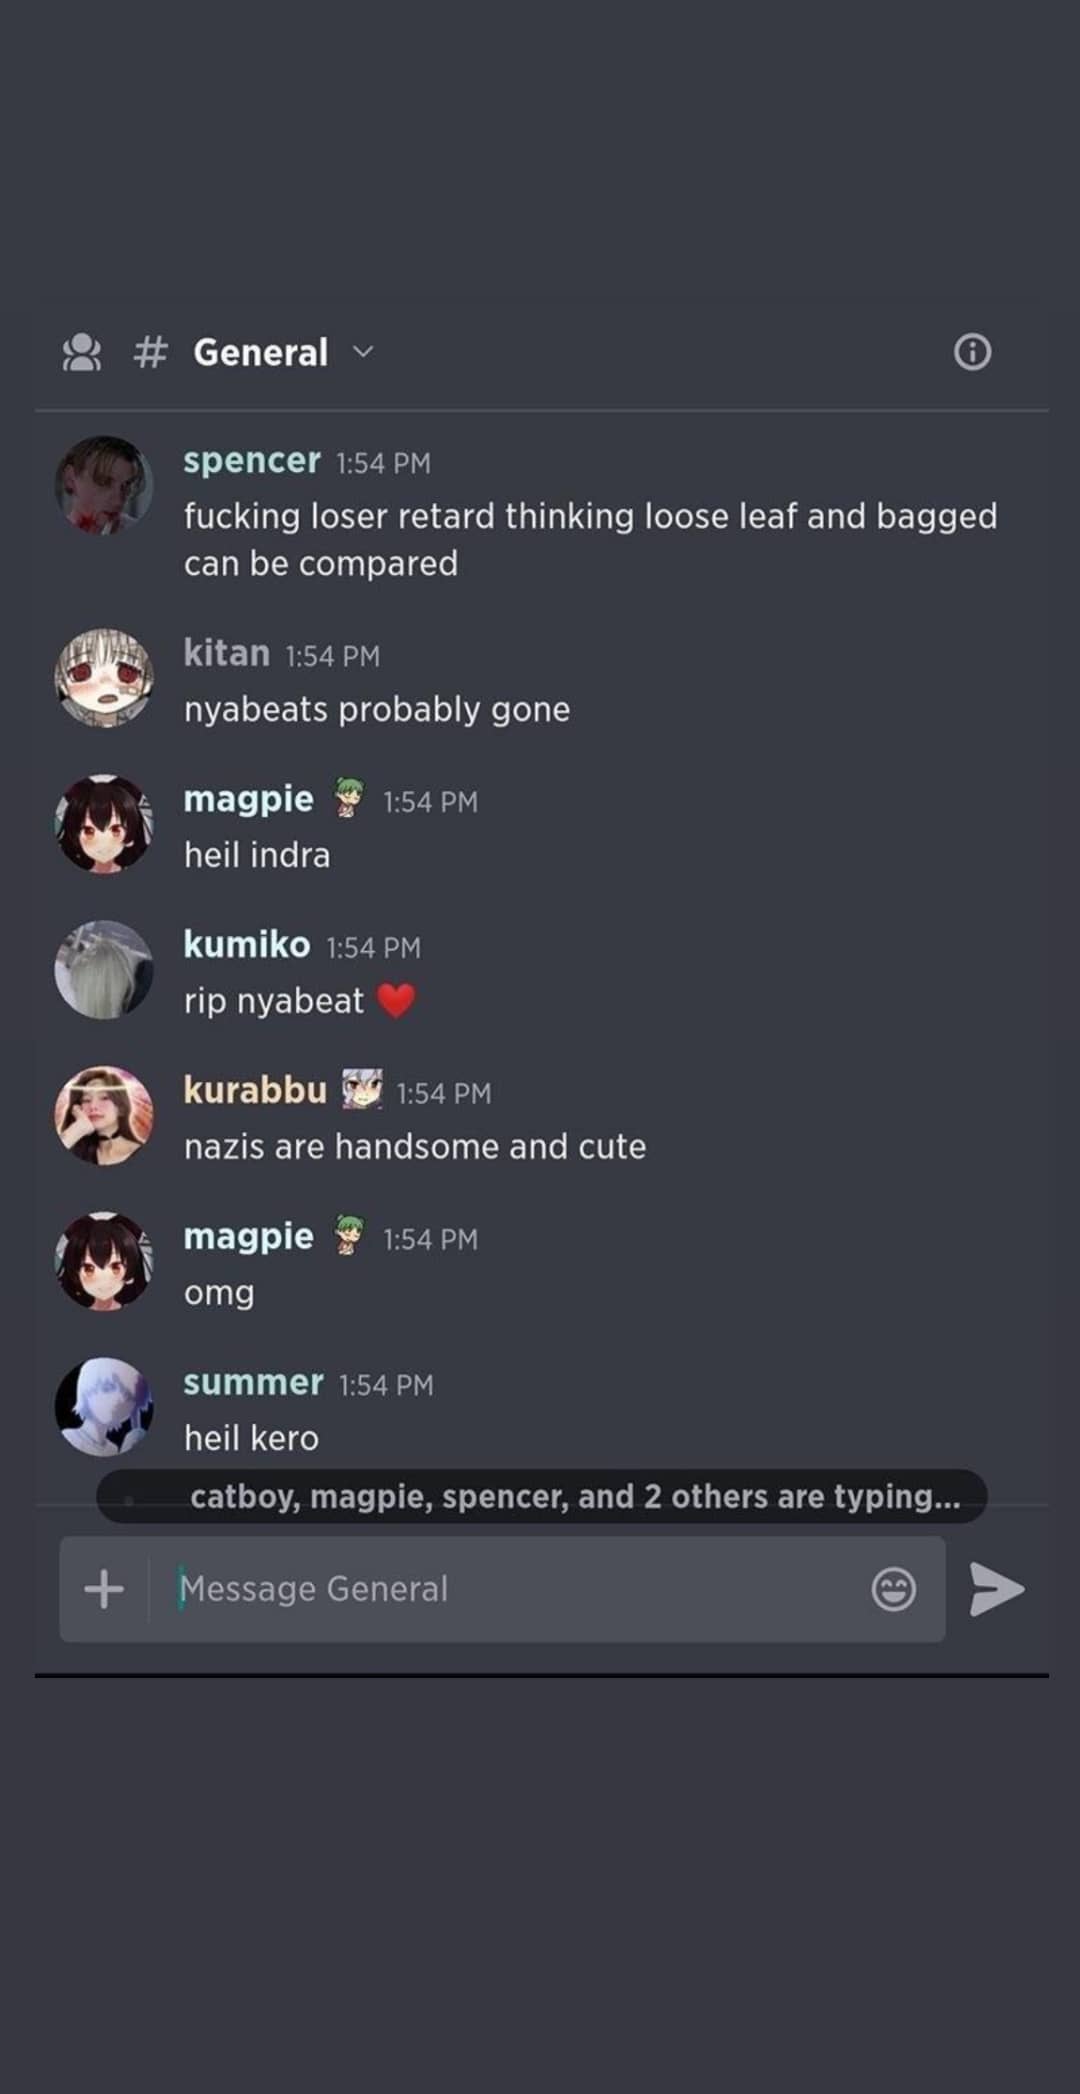 # General
spencer 1:54 PM
fucking loser retard thinking loose leaf and bagged
can be compared
kitan 1:54 PM
nyabeats probably gone
magpie 1:54 PM
heil indra
kumiko 1:54 PM
rip nyabeat ❤️
kurabbu 1:54 PM
nazis are handsome and cute
magpie 1:54 PM
omg
summer 1:54 PM
heil kero
catboy, magpie, spencer, and 2 others are typing...
Message General